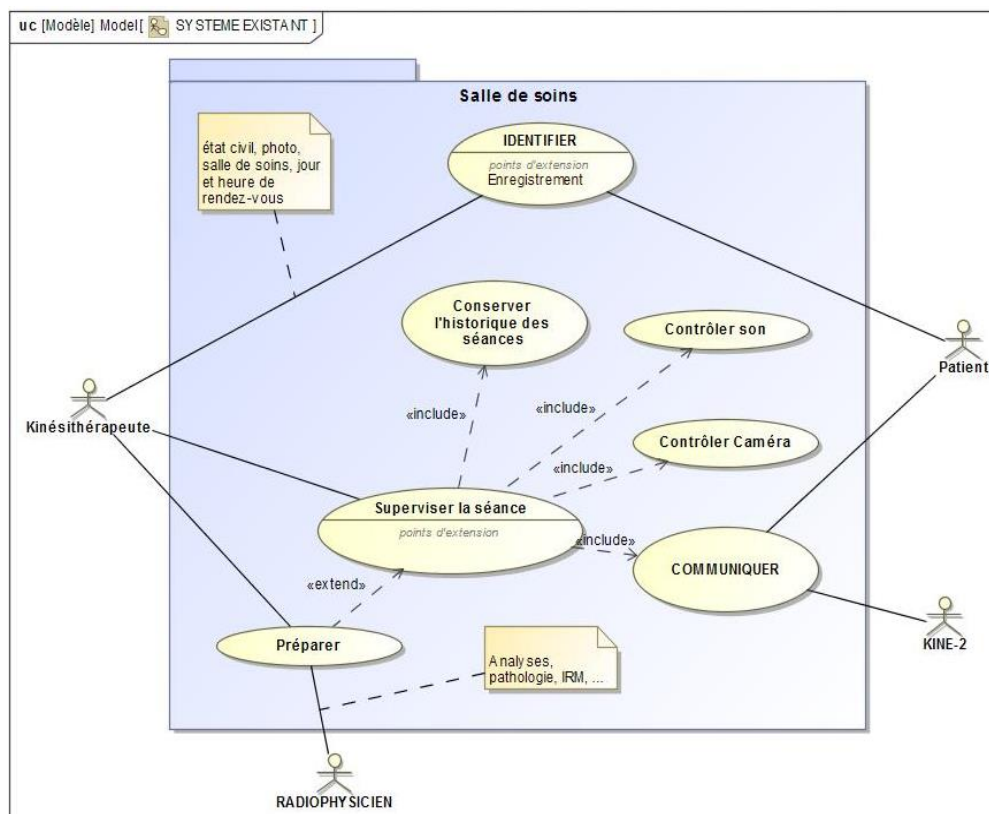 uc [Modèle] Model[ SYSTEME EXISTANT ]
Salle de soins
état civil, photo,
salle de soins, jour
et heure de
rendez-vous
IDENTIFIER
points d'extension
Enregistrement
Conserver
l'historique des
séances
Contrôler son
Patient
Kinésithérapeute
«include»
«include»
Contrôler Caméra
«include»
Superviser la séance
points d'extension
«include»
COMMUNIQUER
«extend»
Préparer
KINE-2
Analyses,
pathologie, IRM, ...
RADIOPHYSICIEN